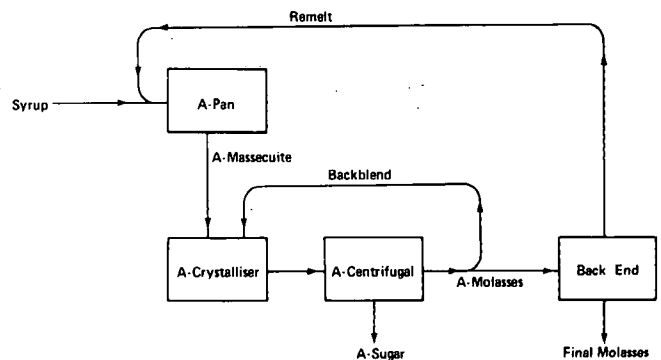 Remelt
Syrup
A-Pan
A-Massecuite
Backblend
A-Crystalliser
A-Centrifugal
A-Molasses
Back End
A-Sugar
Final Molasses